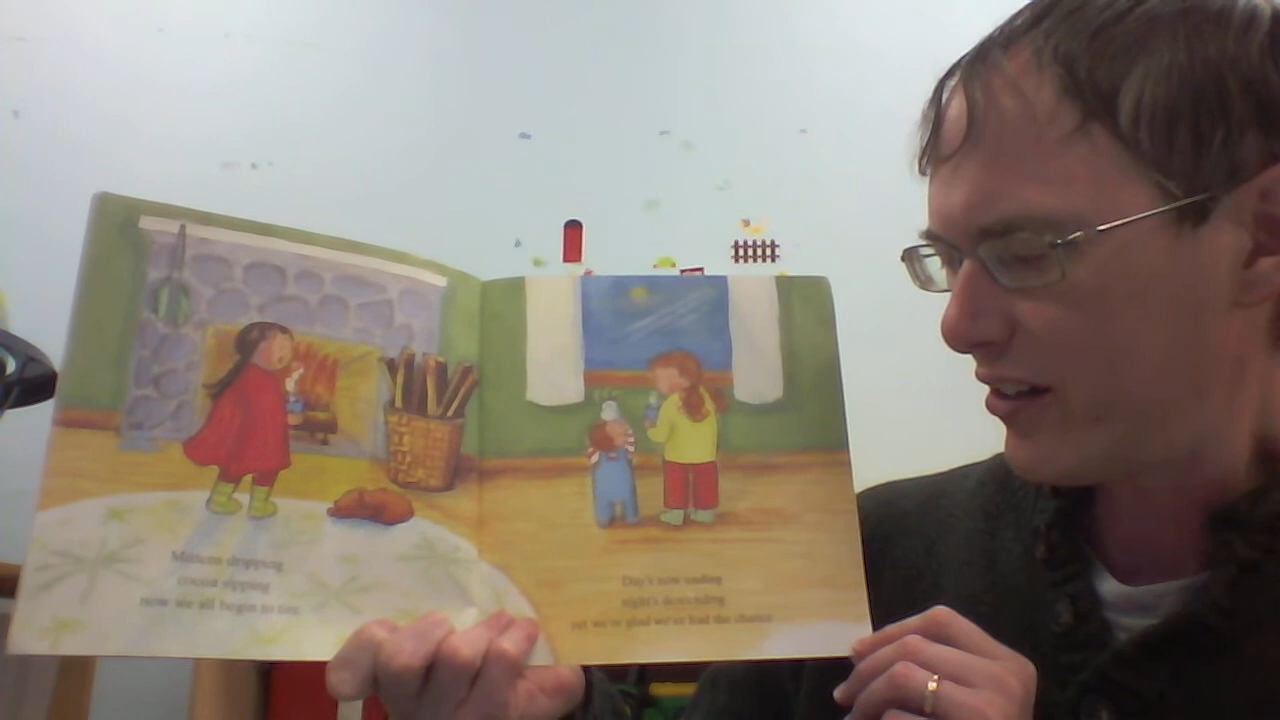 Mittens dripping
cocoa sipping
now we all begin to tire
Day's now ending
night's descending
yet we're glad we've had the chance